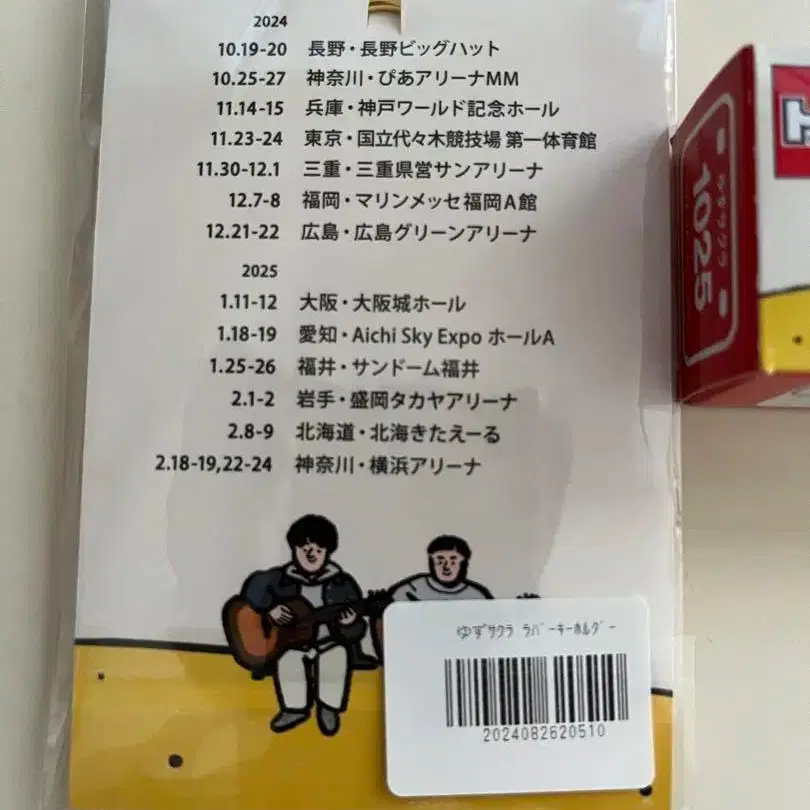 2024
10.19-20 長野・長野ビッグハット
10.25-27 神奈川・ぴあアリーナMM
11.14-15 兵庫・神戸ワールド記念ホール
11.23-24 東京・国立代々木競技場 第一体育館
11.30-12.1 三重・三重県営サンアリーナ
12.7-8 福岡・マリンメッセ福岡A館
12.21-22 広島・広島グリーンアリーナ
2025
1.11-12 大阪・大阪城ホール
1.18-19 愛知・Aichi Sky Expo ホールA
1.25-26 福井・サンドーム福井
2.1-2 岩手・盛岡タカヤアリーナ
2.8-9 北海道・北海きたえーる
2.18-19,22-24 神奈川・横浜アリーナ
ゆずサクラ ラバーキーホルダー
2024082620510
ゆずサクラ
1025